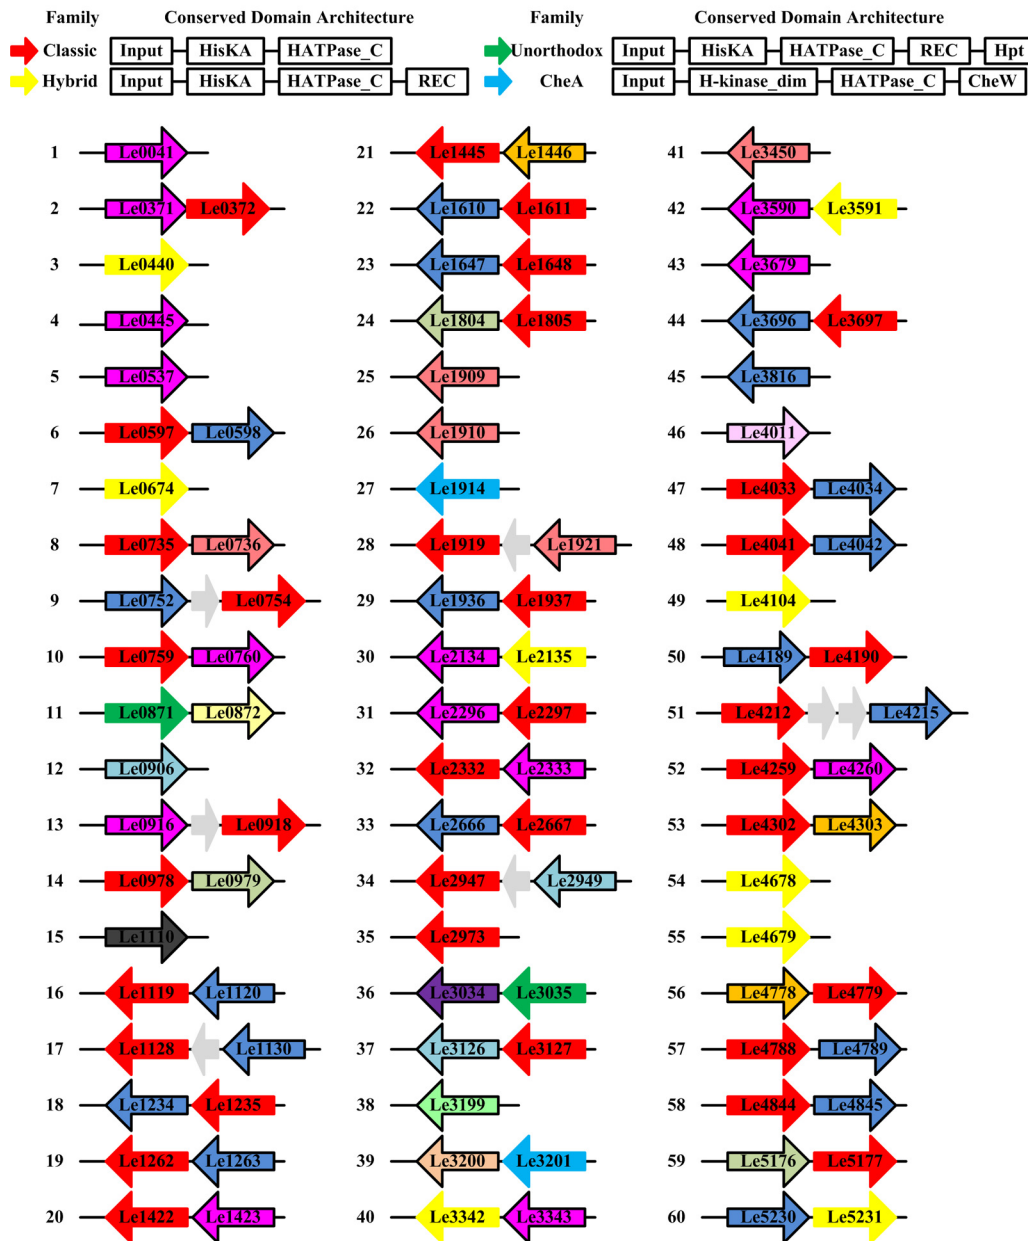 Family Conserved Domain Architecture Family Conserved Domain Architecture
Classic Input HisKA HATPase_C Unorthodox Input HisKA HATPase_C REC Hpt
Hybrid Input HisKA HATPase_C REC CheA Input H-kinase_dim HATPase_C CheW
1 Le0041 21 Le1445 Le1446 41 Le3450
2 Le0371 Le0372 22 Le1610 Le1611 42 Le3590 Le3591
3 Le0440 23 Le1647 Le1648 43 Le3679
4 Le0445 24 Le1804 Le1805 44 Le3696 Le3697
5 Le0537 25 Le1909 45 Le3816
6 Le0597 Le0598 26 Le1910 46 Le4011
7 Le0674 27 Le1914 47 Le4033 Le4034
8 Le0735 Le0736 28 Le1919 Le1921 48 Le4041 Le4042
9 Le0752 Le0754 29 Le1936 Le1937 49 Le4104
10 Le0759 Le0760 30 Le2134 Le2135 50 Le4189 Le4190
11 Le0871 Le0872 31 Le2296 Le2297 51 Le4212 Le4215
12 Le0906 32 Le2332 Le2333 52 Le4259 Le4260
13 Le0916 Le0918 33 Le2666 Le2667 53 Le4302 Le4303
14 Le0978 Le0979 34 Le2947 Le2949 54 Le4678
15 Le1110 35 Le2973 55 Le4679
16 Le1119 Le1120 36 Le3034 Le3035 56 Le4778 Le4779
17 Le1128 Le1130 37 Le3126 Le3127 57 Le4788 Le4789
18 Le1234 Le1235 38 Le3199 58 Le4844 Le4845
19 Le1262 Le1263 39 Le3200 Le3201 59 Le5176 Le5177
20 Le1422 Le1423 40 Le3342 Le3343 60 Le5230 Le5231